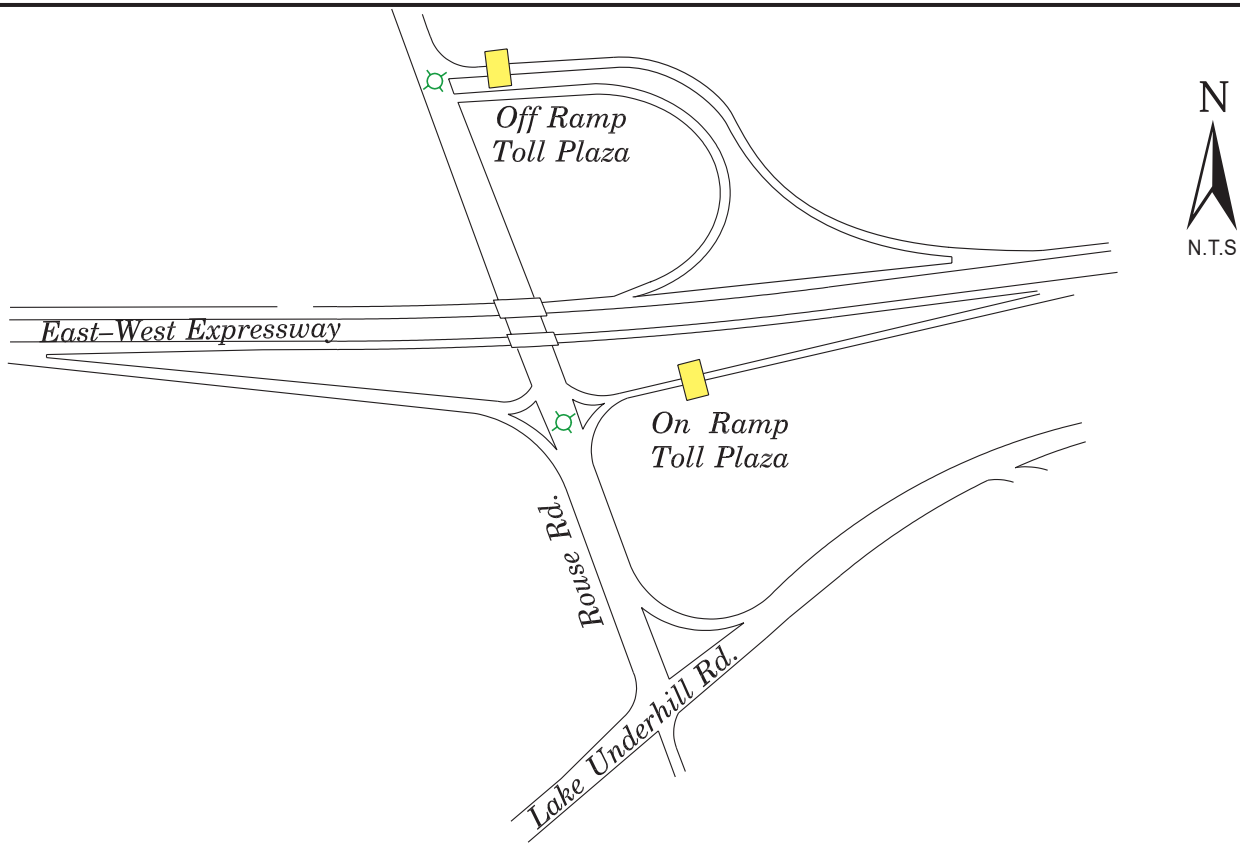 Off Ramp
Toll Plaza
N
N.T.S
East–West Expressway
On Ramp
Toll Plaza
Rouse Rd.
Lake Underhill Rd.